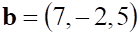 b = (7, −2, 5)